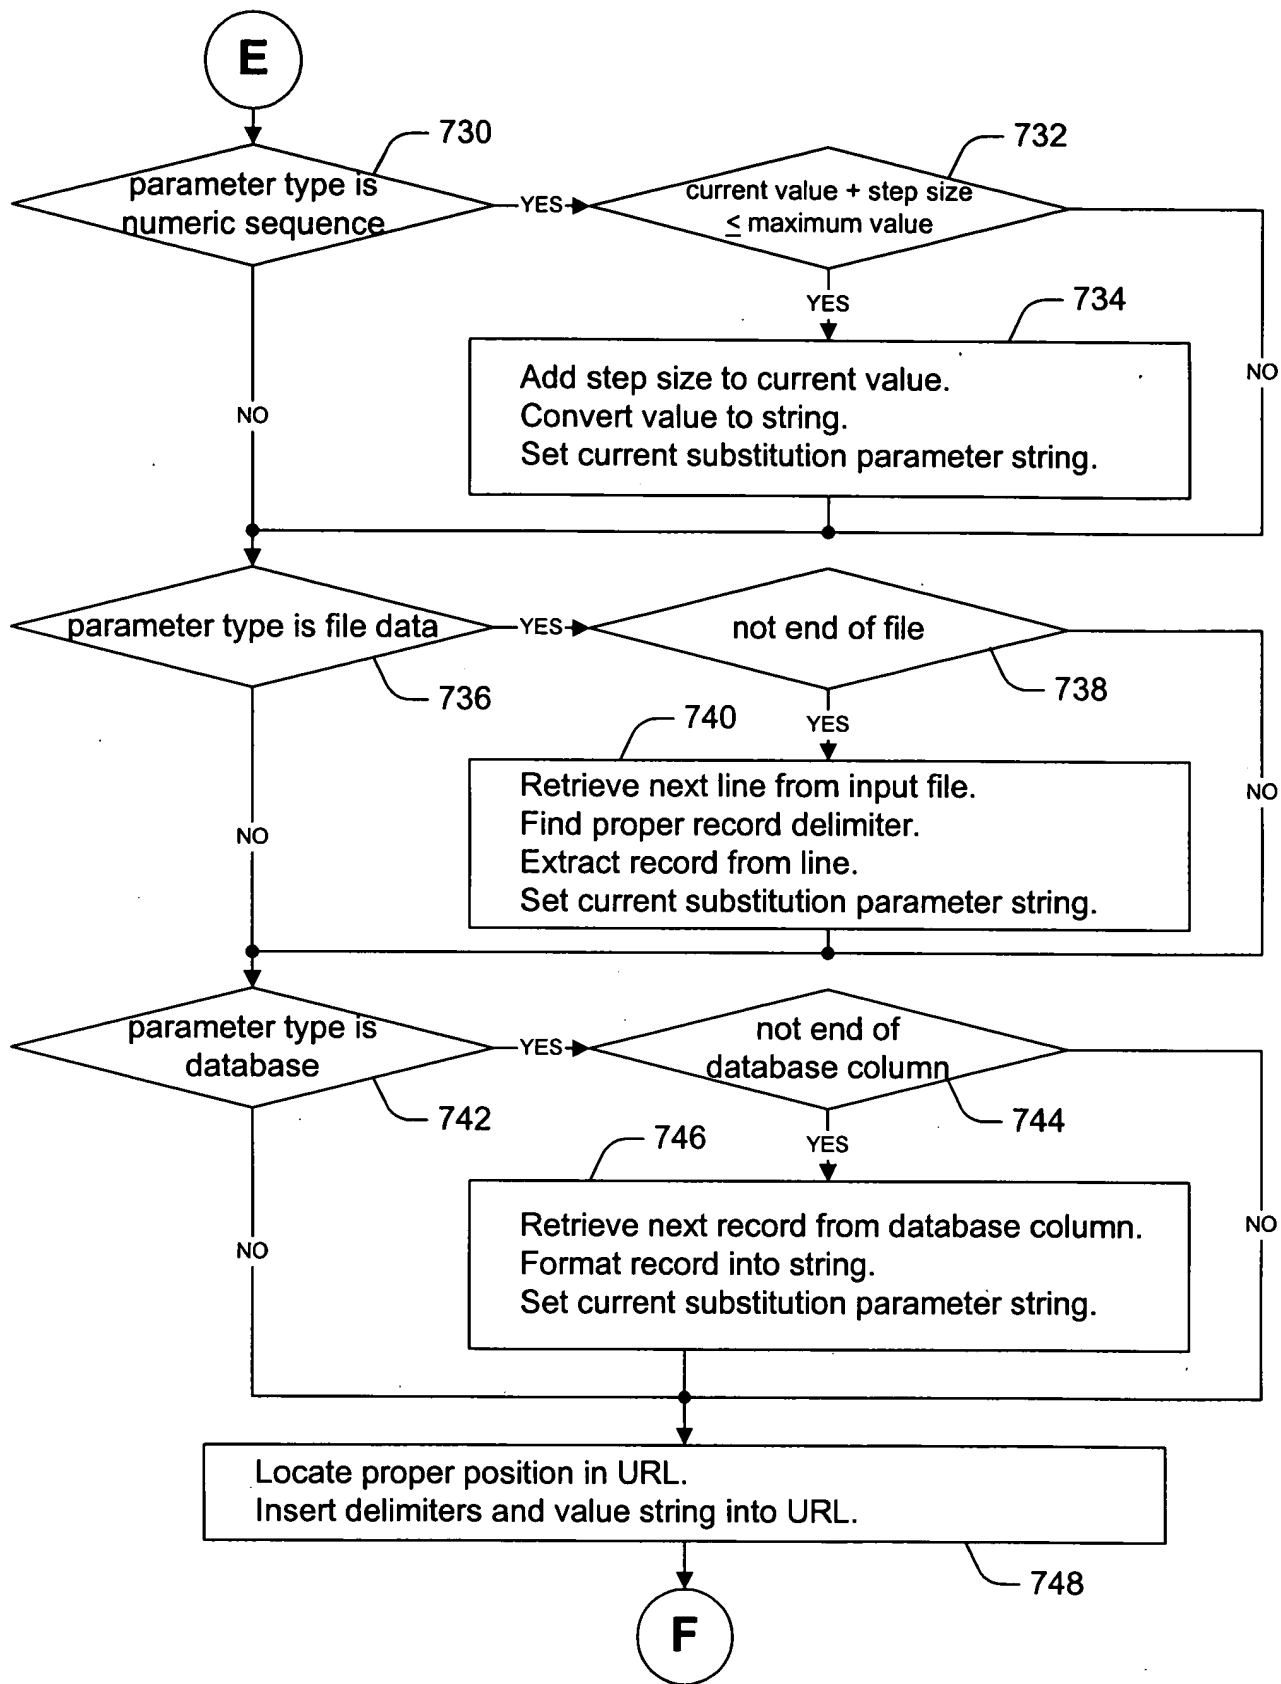 E
730
parameter type is
numeric sequence
YES
732
current value + step size
≤ maximum value
YES
734
Add step size to current value.
Convert value to string.
Set current substitution parameter string.
NO
NO
parameter type is file data
YES
736
not end of file
738
YES
740
Retrieve next line from input file.
Find proper record delimiter.
Extract record from line.
Set current substitution parameter string.
NO
NO
parameter type is
database
YES
742
not end of
database column
744
YES
746
Retrieve next record from database column.
Format record into string.
Set current substitution parameter string.
NO
NO
Locate proper position in URL.
Insert delimiters and value string into URL.
748
F